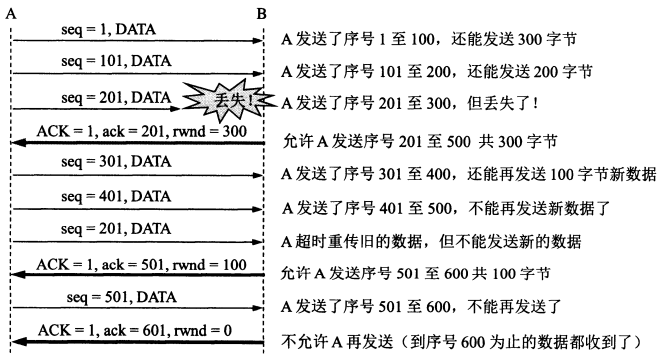 A B
seq = 1, DATA A 发送了序号 1 至 100，还能发送 300 字节
seq = 101, DATA A 发送了序号 101 至 200，还能发送 200 字节
seq = 201, DATA 丢失！ A 发送了序号 201 至 300，但丢失了！
ACK = 1, ack = 201, rwnd = 300 允许 A 发送序号 201 至 500 共 300 字节
seq = 301, DATA A 发送了序号 301 至 400，还能再发送 100 字节新数据
seq = 401, DATA A 发送了序号 401 至 500，不能再发送新数据了
seq = 201, DATA A 超时重传旧的数据，但不能发送新的数据
ACK = 1, ack = 501, rwnd = 100 允许 A 发送序号 501 至 600 共 100 字节
seq = 501, DATA A 发送了序号 501 至 600，不能再发送了
ACK = 1, ack = 601, rwnd = 0 不允许 A 再发送（到序号 600 为止的数据都收到了）